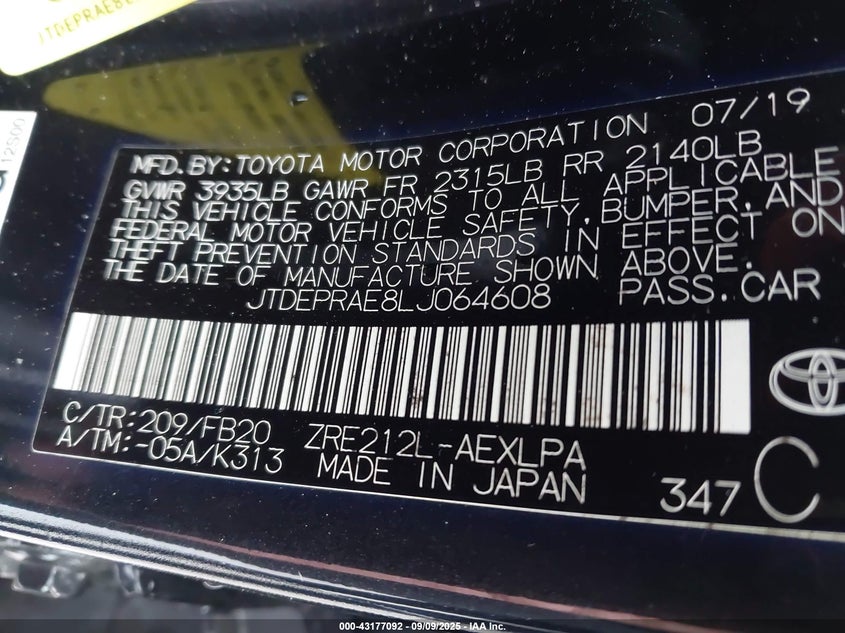 JTDEPRAE8L
12S00
07/19
MFD.BY:TOYOTA MOTOR CORPORATION
GVWR 3935LB GAWR FR 2315LB RR 2140LB
THIS VEHICLE CONFORMS TO ALL APPLICABLE
FEDERAL MOTOR VEHICLE SAFETY, BUMPER, AND
THEFT PREVENTION STANDARDS IN EFFECT ON
THE DATE OF MANUFACTURE SHOWN ABOVE.
JTDEPRAE8LJ064608 PASS.CAR
C/TR:209/FB20 ZRE212L-AEXLPA
A/TM:-05A/K313 MADE IN JAPAN
347 C
000-43177092 - 09/09/2025 - IAA Inc.